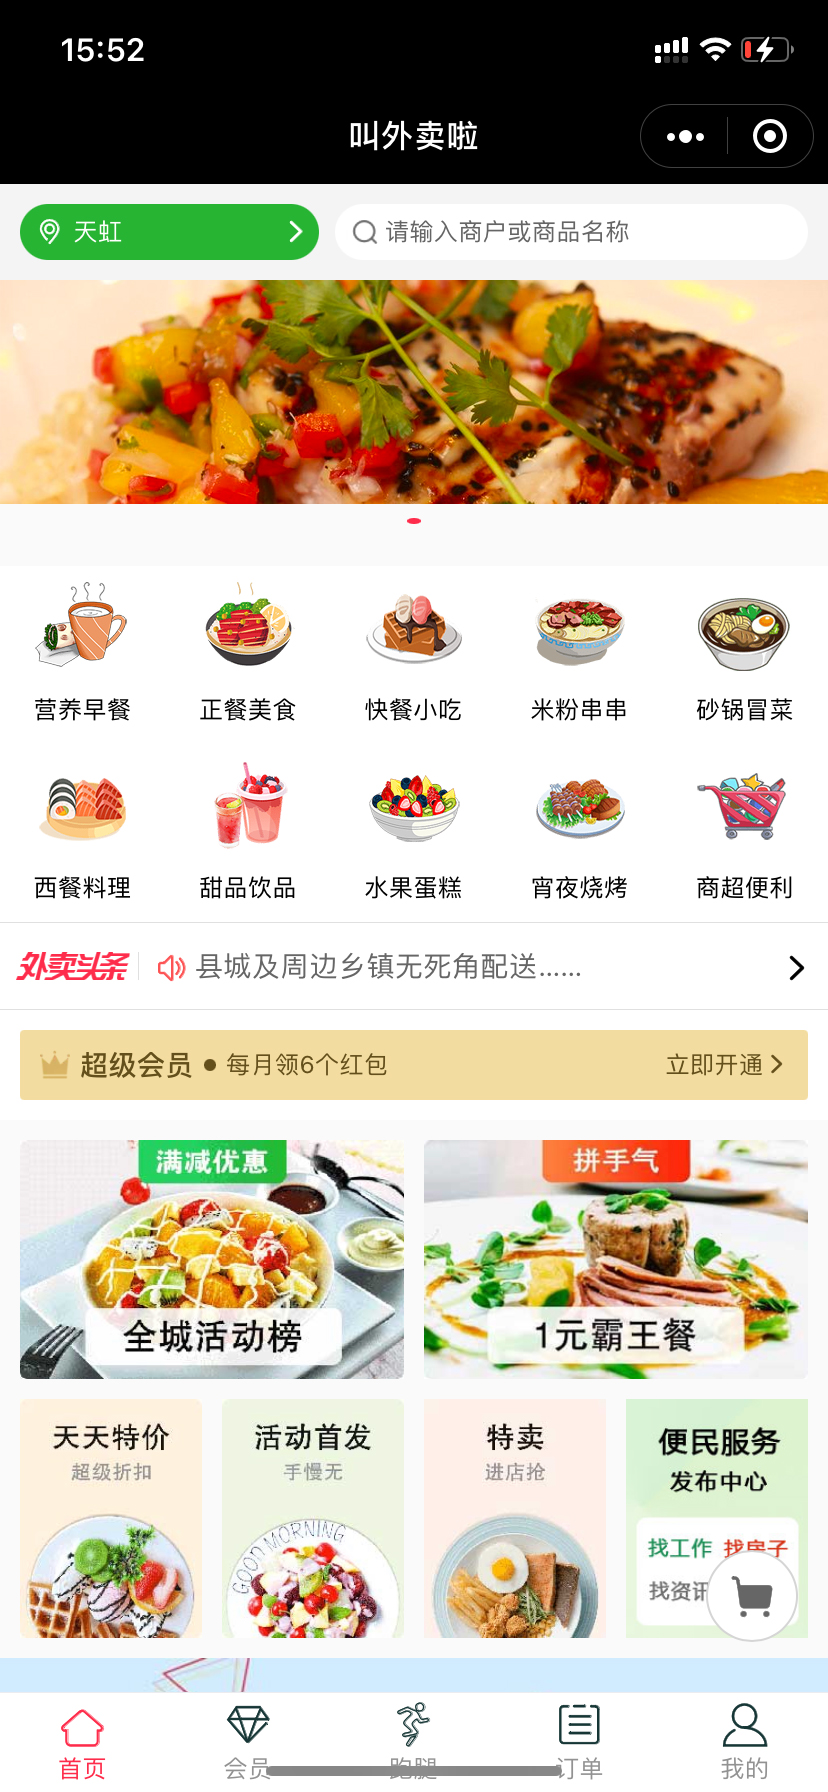 15:52
叫外卖啦
天虹
请输入商户或商品名称
营养早餐
正餐美食
快餐小吃
米粉串串
砂锅冒菜
西餐料理
甜品饮品
水果蛋糕
宵夜烧烤
商超便利
外卖头条
县城及周边乡镇无死角配送......
超级会员 ● 每月领6个红包
立即开通
满减优惠
全城活动榜
拼手气
1元霸王餐
天天特价
超级折扣
活动首发
手慢无
GOOD MORNING
特卖
进店抢
便民服务
发布中心
找工作 找房子
找资讯
首页
会员
跑腿
订单
我的